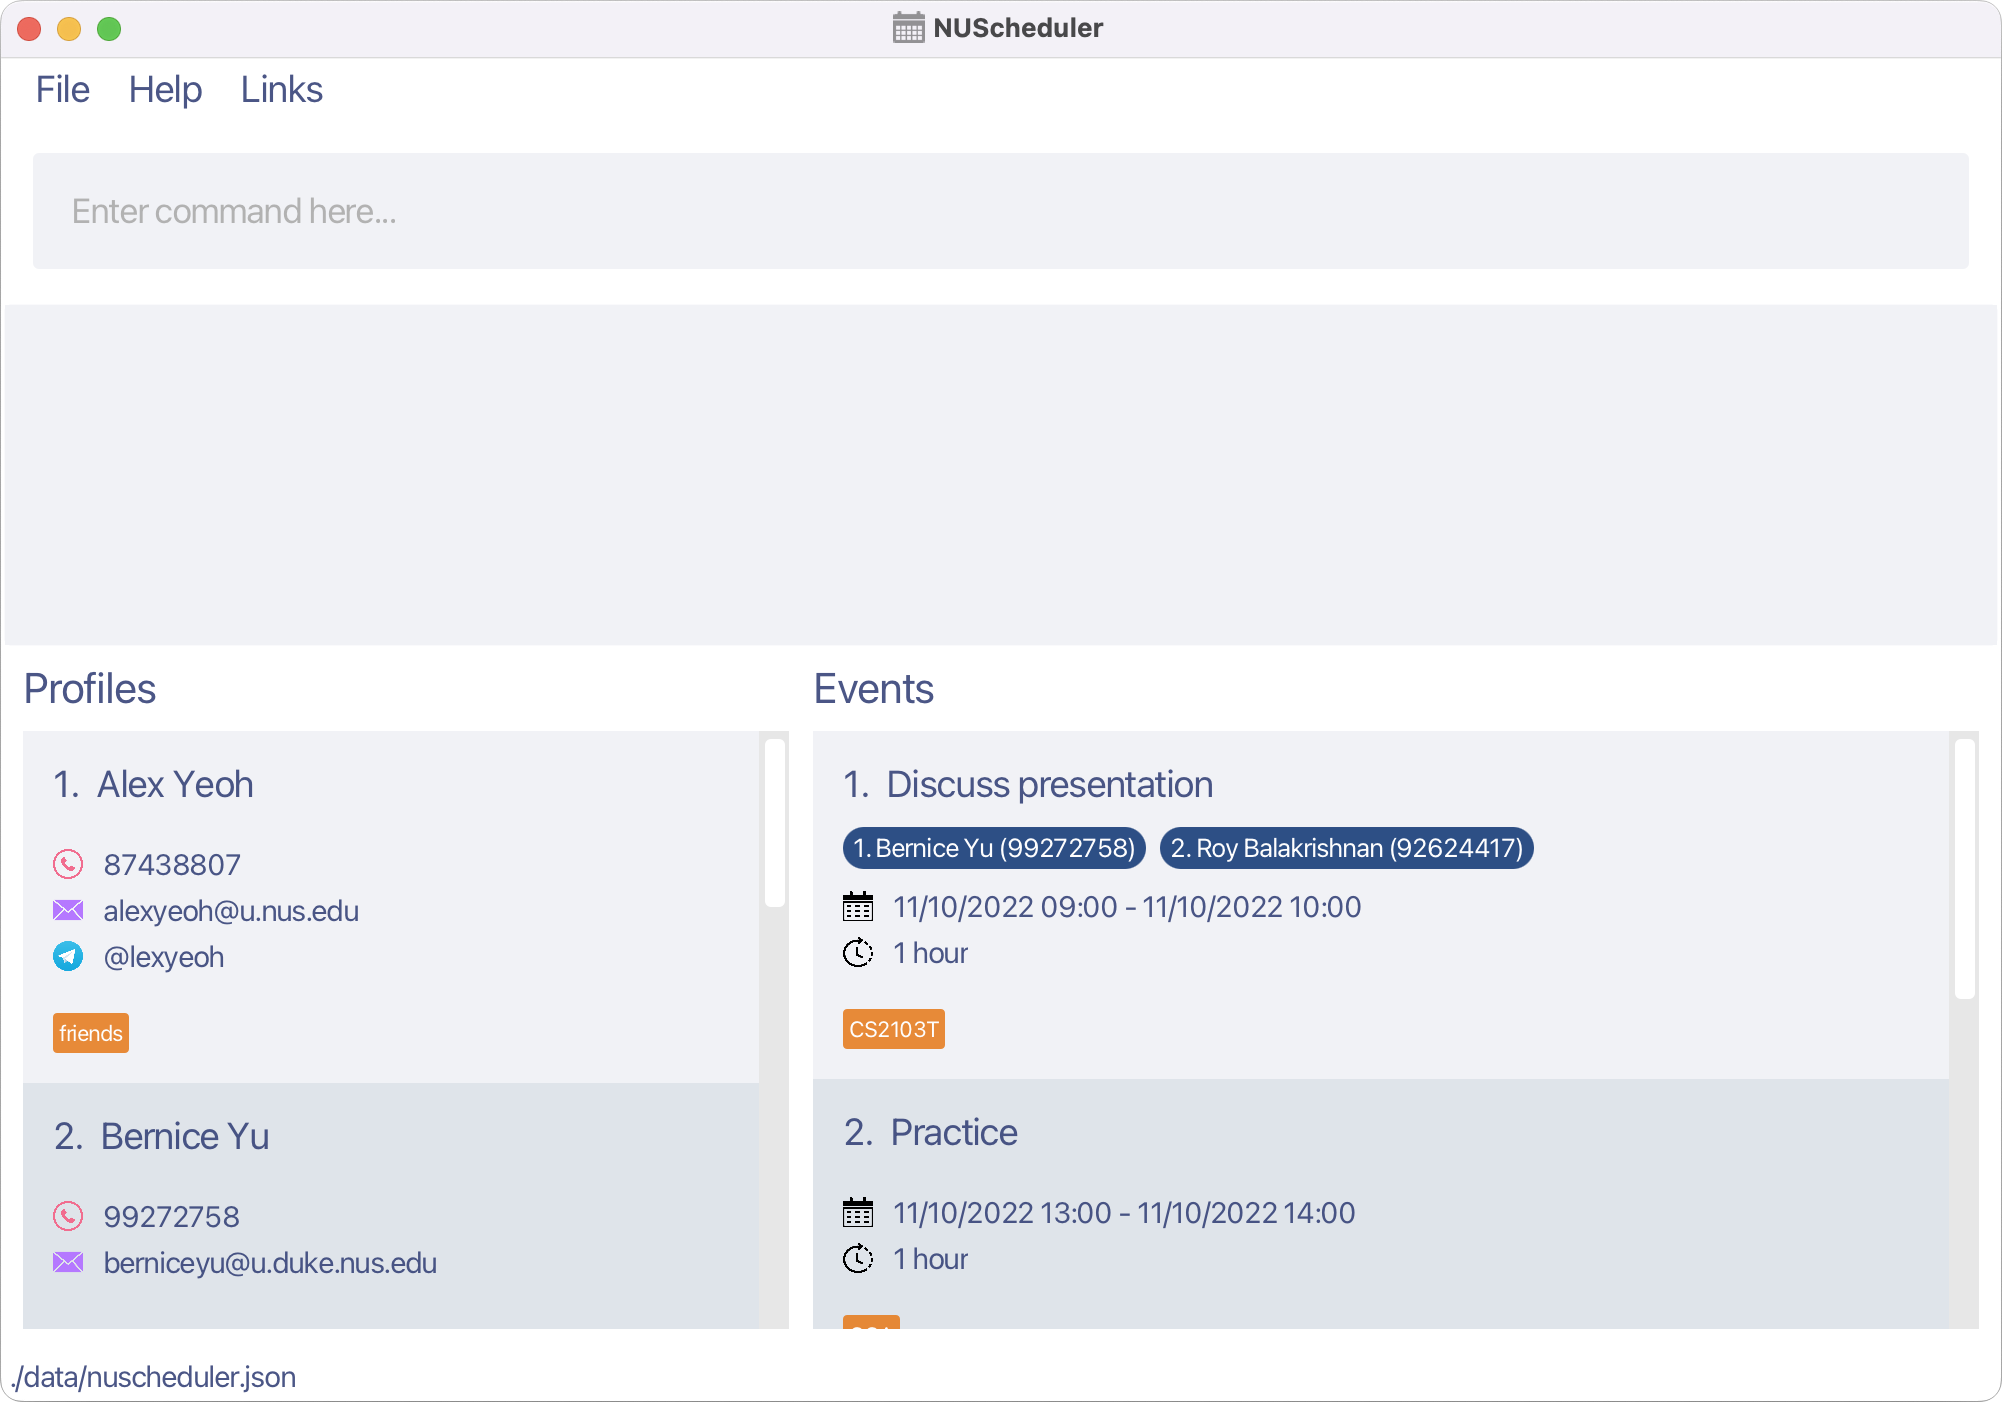 NUScheduler
File Help Links
Enter command here...
Profiles
1. Alex Yeoh
87438807
alexyeoh@u.nus.edu
@lexyeoh
friends
2. Bernice Yu
99272758
berniceyu@u.duke.nus.edu
Events
1. Discuss presentation
1. Bernice Yu (99272758) 2. Roy Balakrishnan (92624417)
11/10/2022 09:00 - 11/10/2022 10:00
1 hour
CS2103T
2. Practice
11/10/2022 13:00 - 11/10/2022 14:00
1 hour
./data/nuscheduler.json